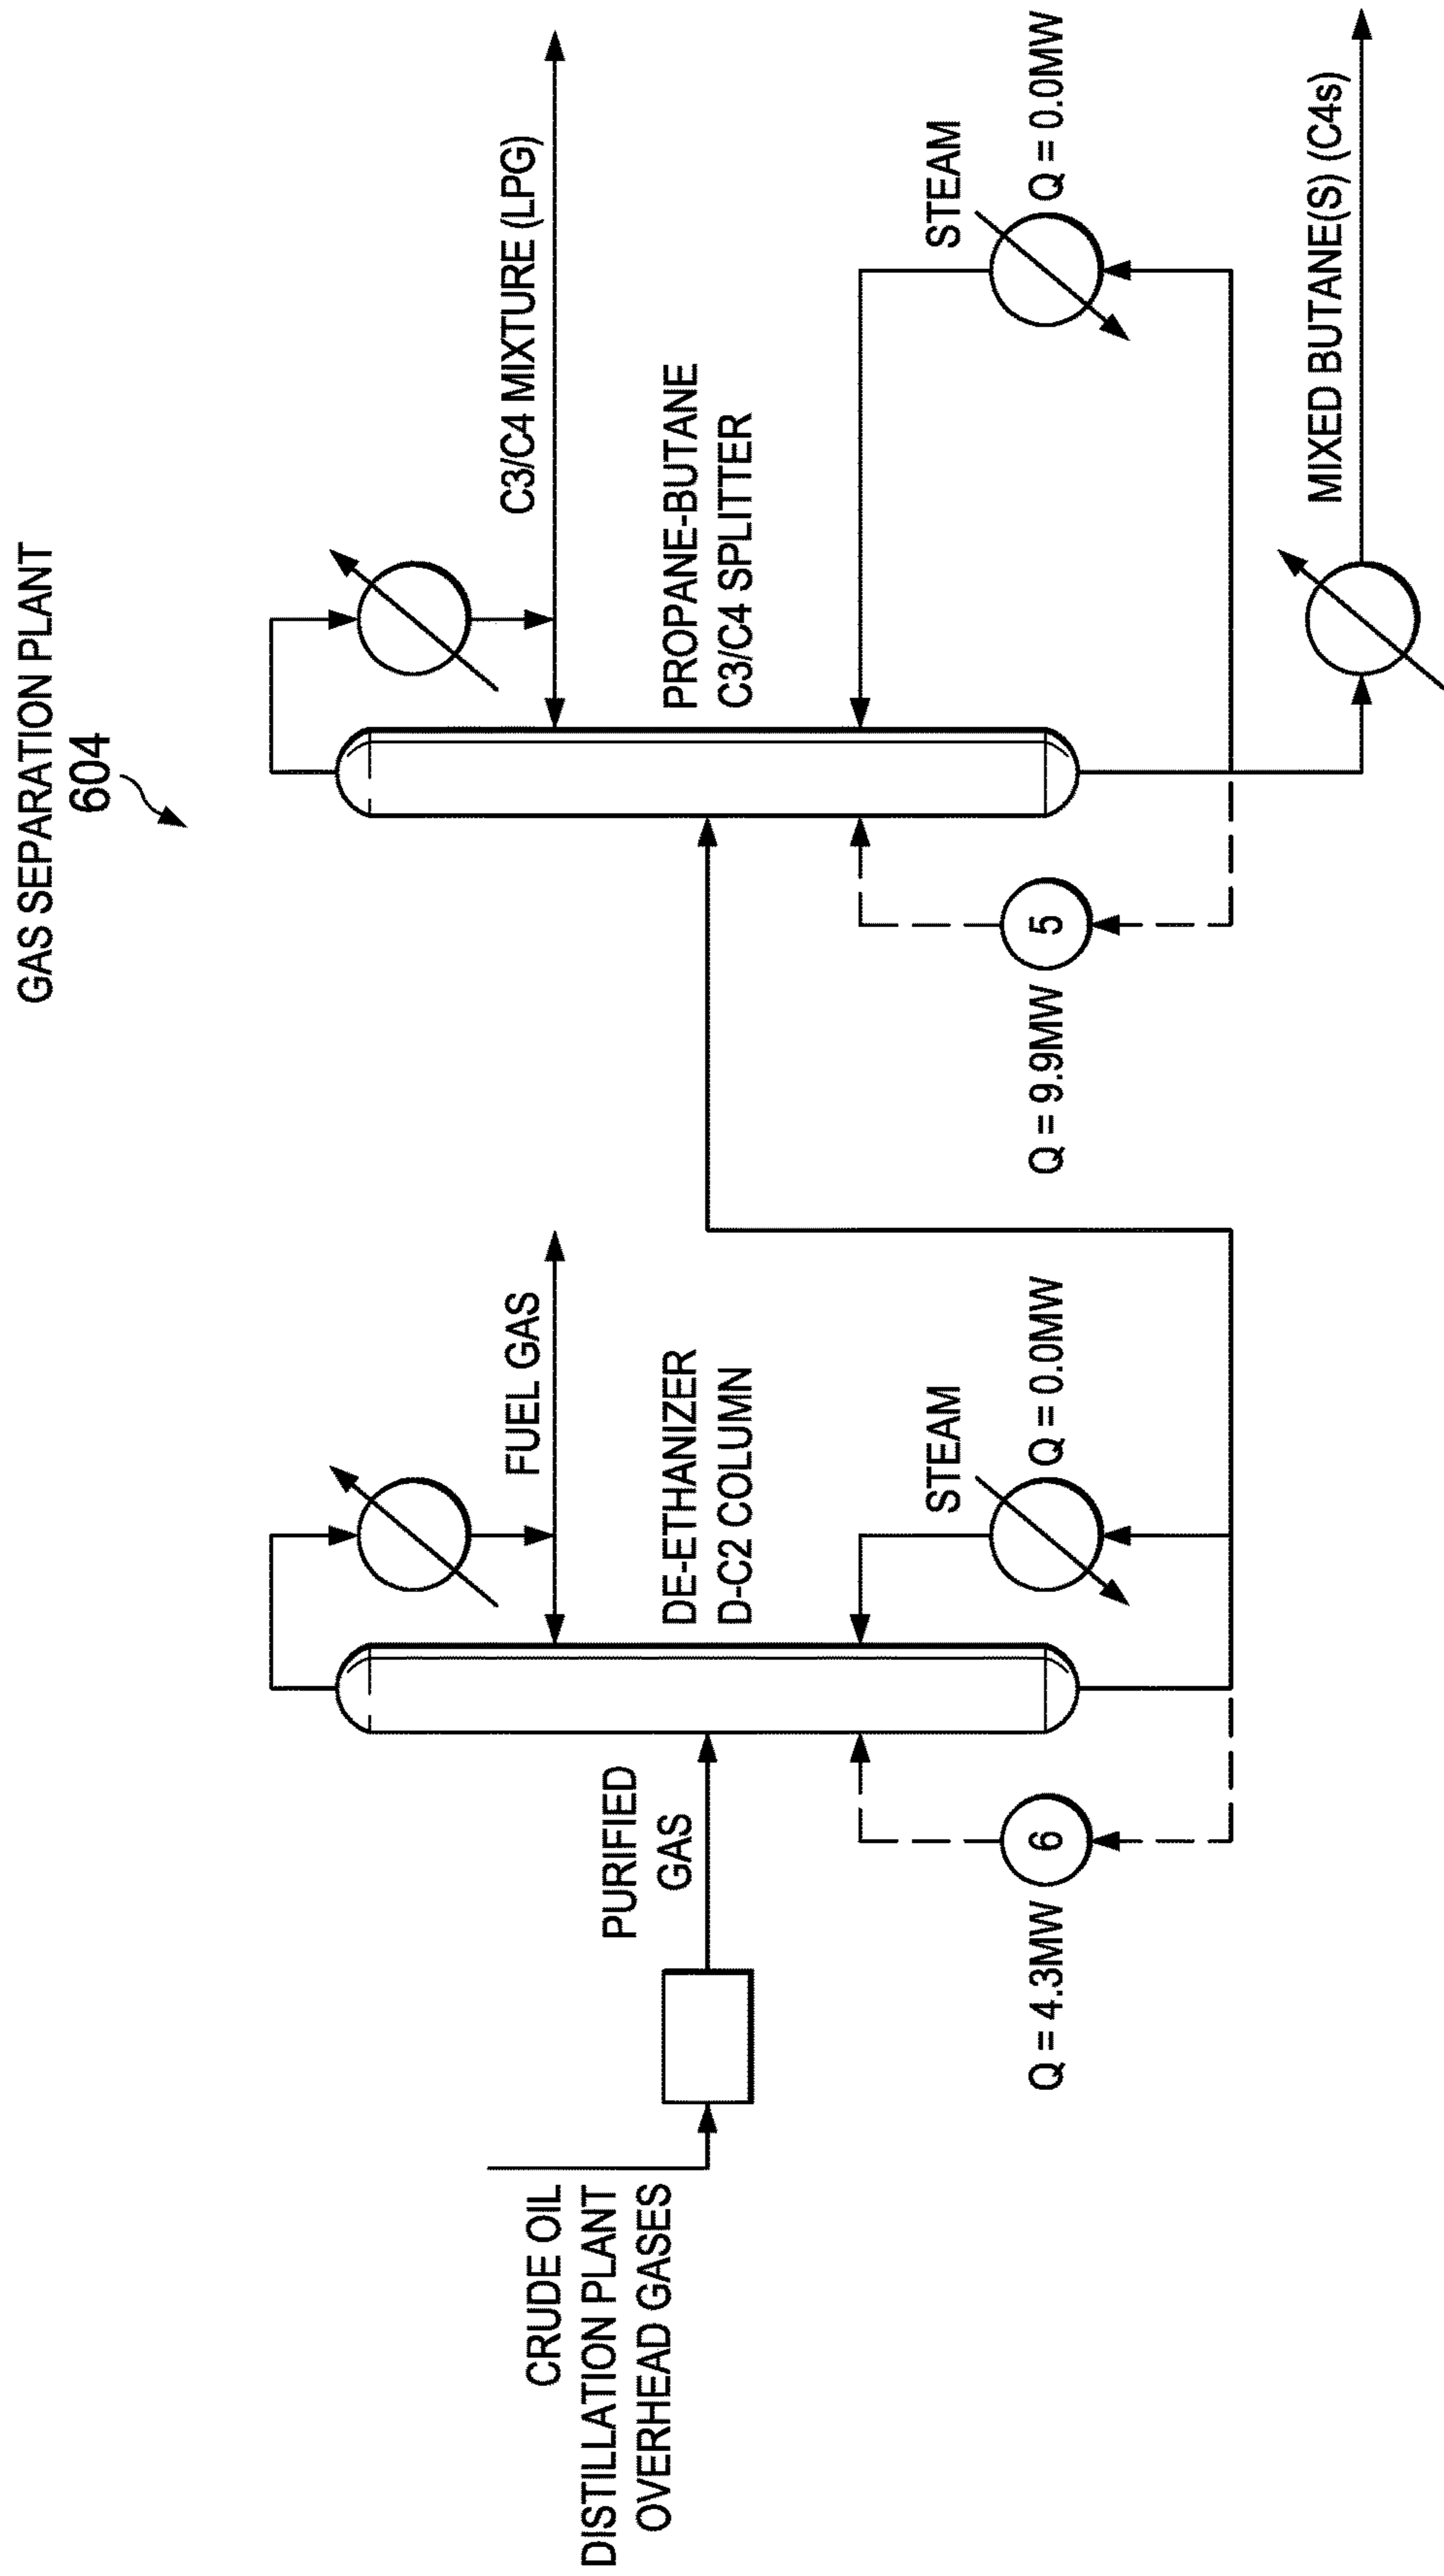 GAS SEPARATION PLANT
604
CRUDE OIL
DISTILLATION PLANT
OVERHEAD GASES
PURIFIED
GAS
FUEL GAS
DE-ETHANIZER
D-C2 COLUMN
STEAM
Q = 0.0MW
6
Q = 4.3MW
C3/C4 MIXTURE (LPG)
PROPANE-BUTANE
C3/C4 SPLITTER
STEAM
Q = 0.0MW
5
Q = 9.9MW
MIXED BUTANE(S) (C4s)